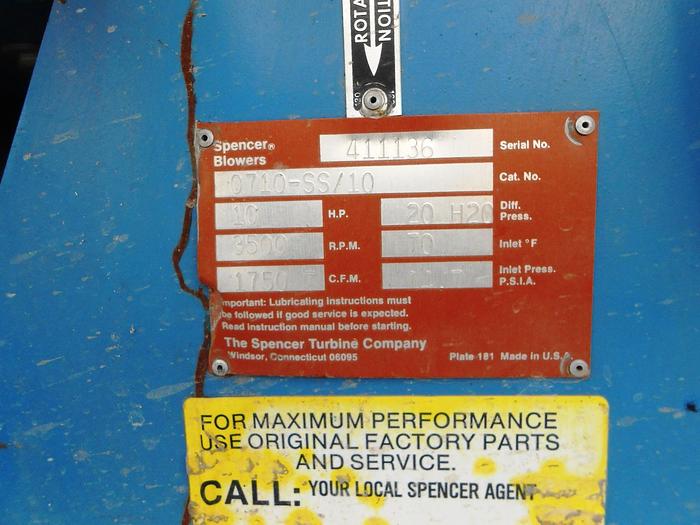 ROTA
TION
Spencer®
Blowers
411136 Serial No.
0710-SS/10 Cat. No.
10 H.P. 20 H2O Diff.
Press.
3500 R.P.M. 70 Inlet °F
1750 C.F.M. Inlet Press.
P.S.I.A.
Important: Lubricating instructions must
be followed if good service is expected.
Read instruction manual before starting.
The Spencer Turbine Company
Windsor, Connecticut 06095 Plate 181 Made in U.S.A.
FOR MAXIMUM PERFORMANCE
USE ORIGINAL FACTORY PARTS
AND SERVICE.
CALL: YOUR LOCAL SPENCER AGENT